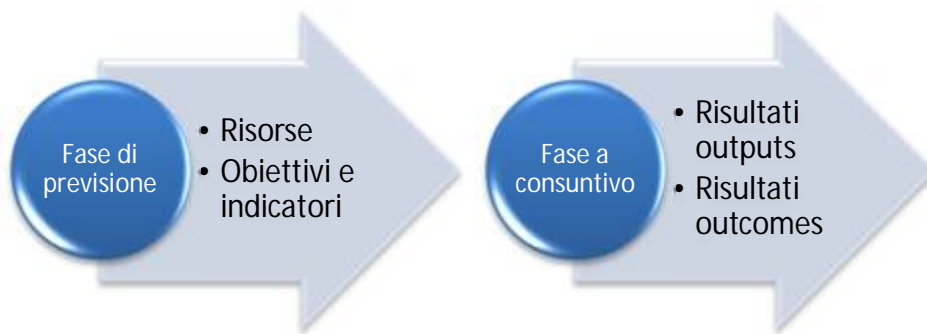 Fase di
previsione
• Risorse
• Obiettivi e
indicatori
Fase a
consuntivo
• Risultati
outputs
• Risultati
outcomes